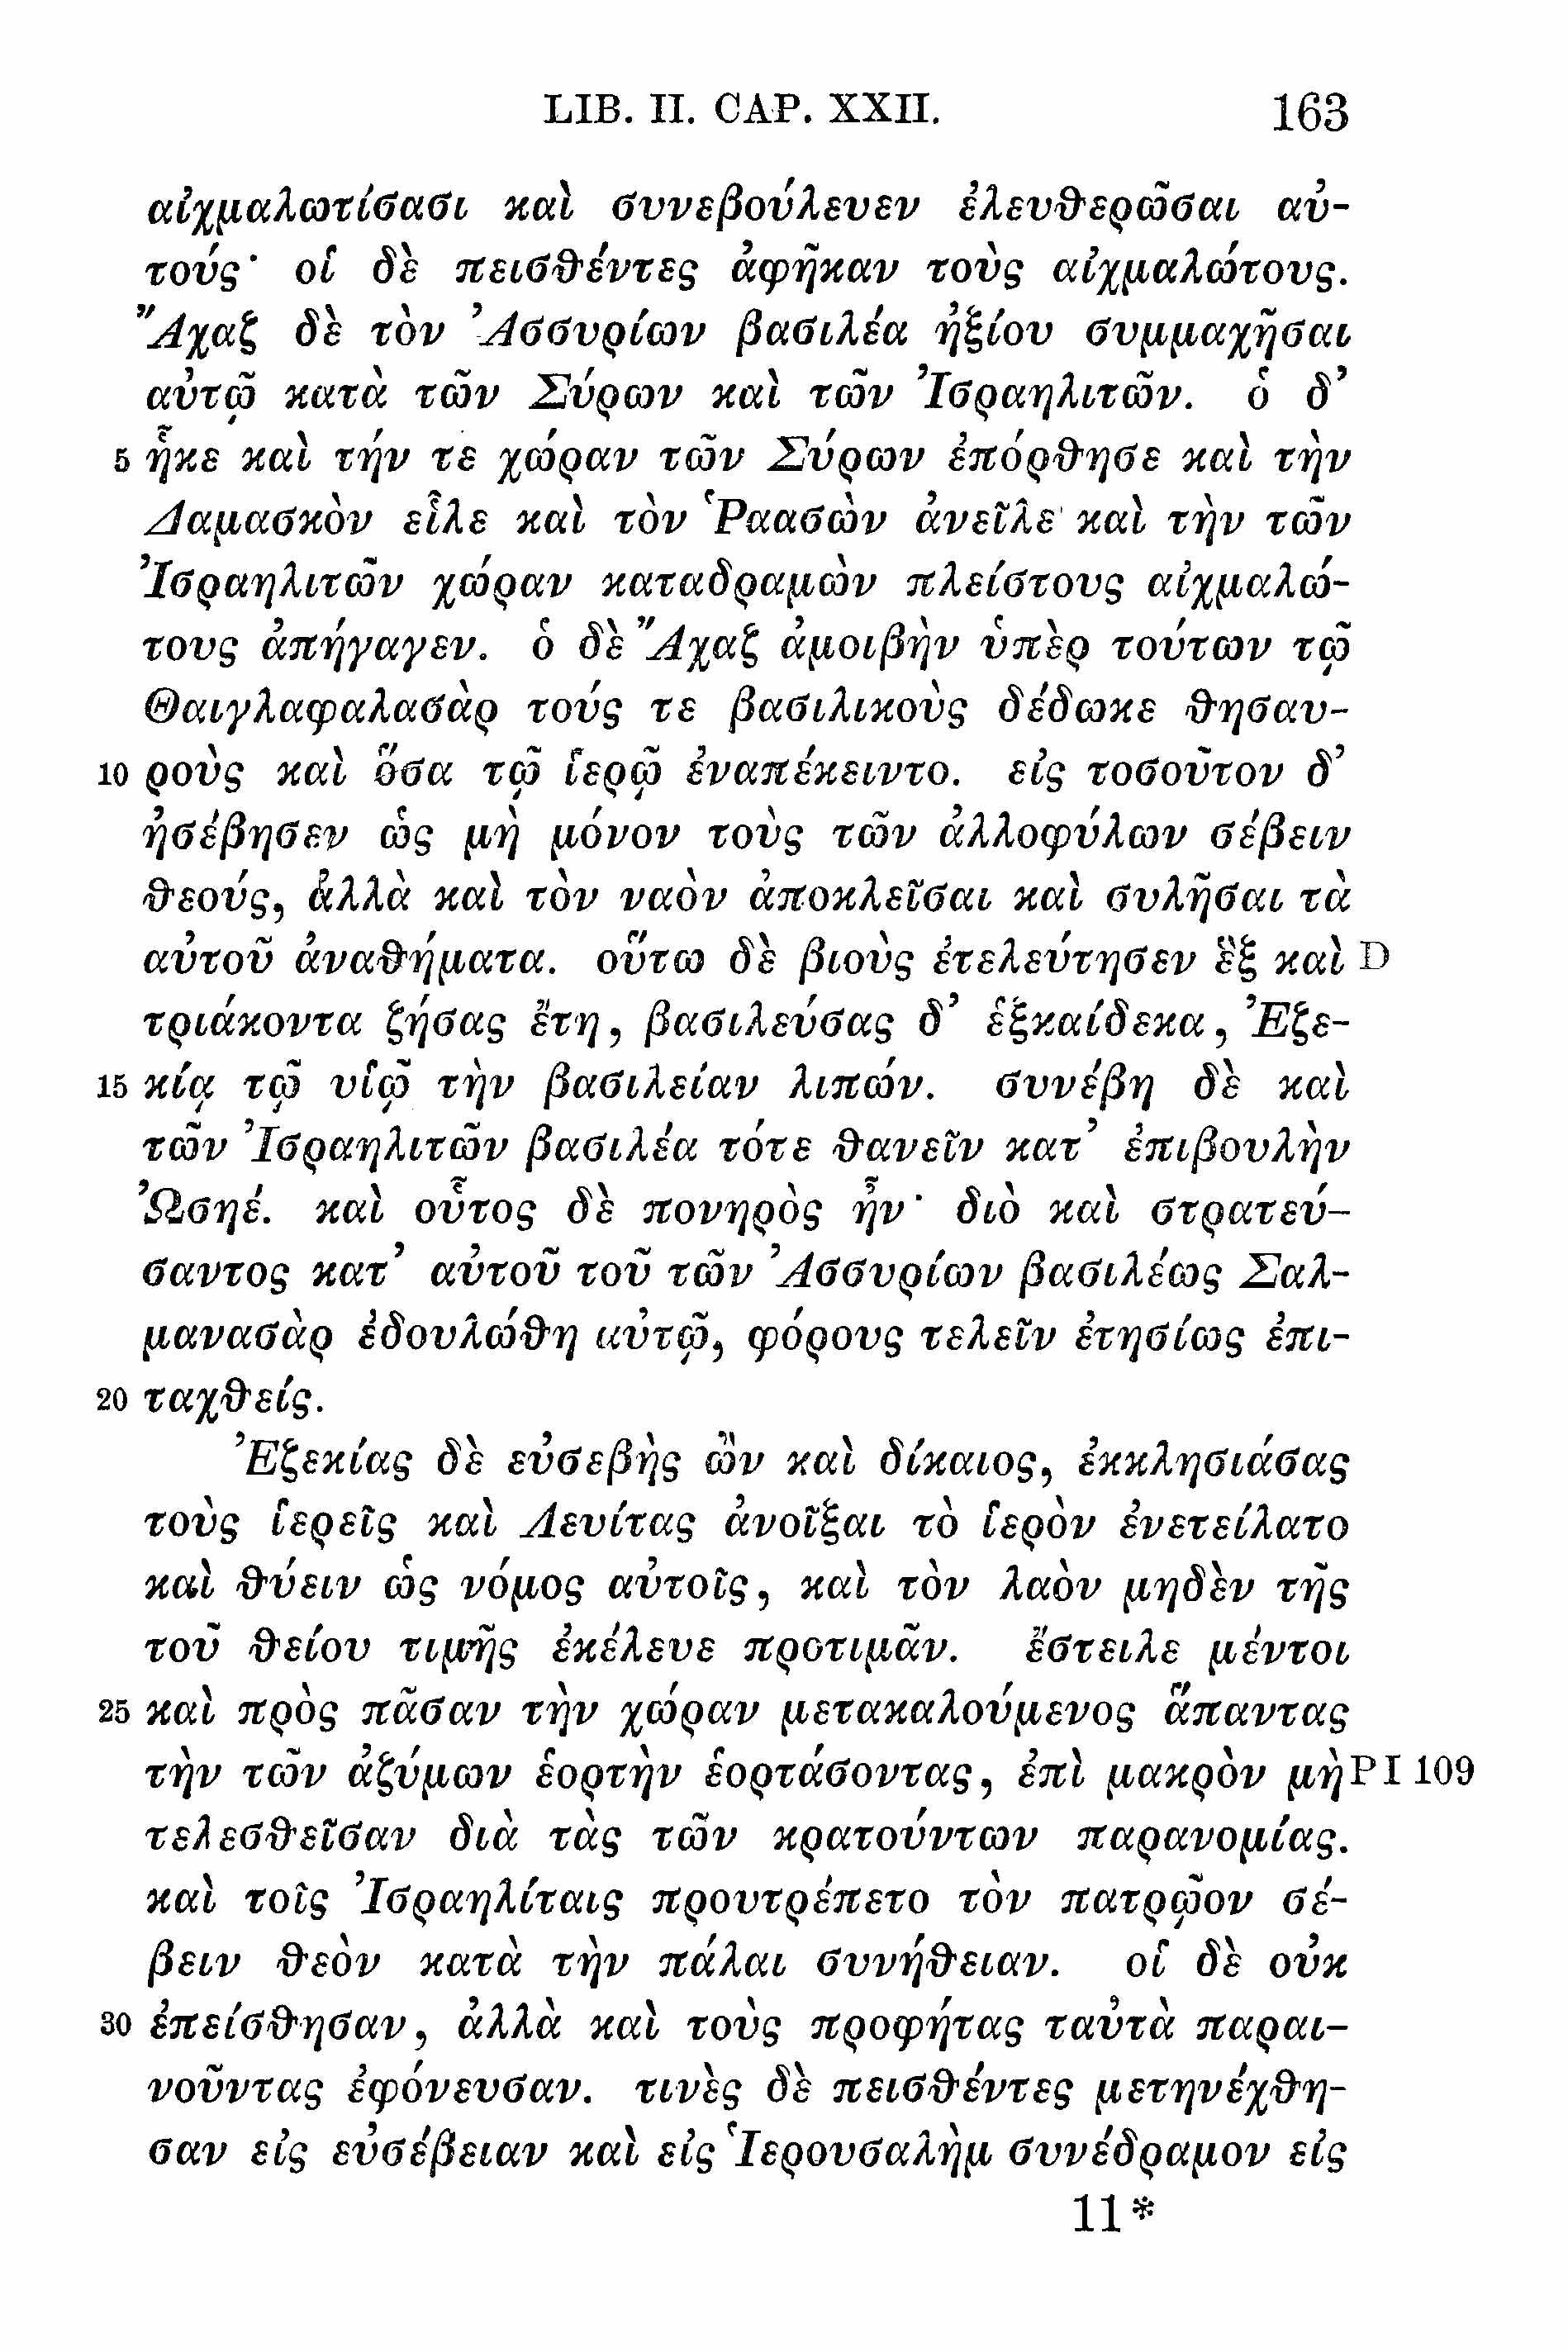 LIB. II. CAP. XXII. 163
αἰχμαλωτίσασι καὶ συνεβούλευεν ἐλευθερῶσαι αὐ-
τούς· οἱ δὲ πεισθέντες ἀφῆκαν τοὺς αἰχμαλώτους.
Ἄχαζ δὲ τὸν Ἀσσυρίων βασιλέα ἠξίου συμμαχῆσαι
αὐτῷ κατὰ τῶν Σύρων καὶ τῶν Ἰσραηλιτῶν. ὁ δ’
5 ἧκε καὶ τήν τε χώραν τῶν Σύρων ἐπόρθησε καὶ τὴν
Δαμασκὸν εἷλε καὶ τὸν Ῥαασὼν ἀνεῖλε καὶ τὴν τῶν
Ἰσραηλιτῶν χώραν καταδραμὼν πλείστους αἰχμαλώ-
τους ἀπήγαγεν. ὁ δὲ Ἄχαζ ἀμοιβὴν ὑπὲρ τούτων τῷ
Θαιγλαφαλασὰρ τούς τε βασιλικοὺς δέδωκε θησαυ-
10 ροὺς καὶ ὅσα τῷ ἱερῷ ἐναπέκειντο. εἰς τοσοῦτον δ’
ἠσέβησεν ὡς μὴ μόνον τοὺς τῶν ἀλλοφύλων σέβειν
θεούς, ἀλλὰ καὶ τὸν ναὸν ἀποκλεῖσαι καὶ συλῆσαι τὰ
αὐτοῦ ἀναθήματα. οὕτω δὲ βιοὺς ἐτελεύτησεν ἓξ καὶ D
τριάκοντα ζήσας ἔτη, βασιλεύσας δ’ ἑξκαίδεκα, Ἐζε-
15 κίᾳ τῷ υἱῷ τὴν βασιλείαν λιπών. συνέβη δὲ καὶ
τῶν Ἰσραηλιτῶν βασιλέα τότε θανεῖν κατ’ ἐπιβουλὴν
Ὠσηέ. καὶ οὗτος δὲ πονηρὸς ἦν· διὸ καὶ στρατεύ-
σαντος κατ’ αὐτοῦ τοῦ τῶν Ἀσσυρίων βασιλέως Σαλ-
μανασὰρ ἐδουλώθη αὐτῷ, φόρους τελεῖν ἐτησίως ἐπι-
20 ταχθείς.
Ἐζεκίας δὲ εὐσεβὴς ὢν καὶ δίκαιος, ἐκκλησιάσας
τοὺς ἱερεῖς καὶ Λευίτας ἀνοῖξαι τὸ ἱερὸν ἐνετείλατο
καὶ θύειν ὡς νόμος αὐτοῖς, καὶ τὸν λαὸν μηδὲν τῆς
τοῦ θείου τιμῆς ἐκέλευε προτιμᾶν. ἔστειλε μέντοι
25 καὶ πρὸς πᾶσαν τὴν χώραν μετακαλούμενος ἅπαντας
τὴν τῶν ἀζύμων ἑορτὴν ἑορτάσοντας, ἐπὶ μακρὸν μὴ P I 109
τελεσθεῖσαν διὰ τὰς τῶν κρατούντων παρανομίας.
καὶ τοῖς Ἰσραηλίταις προυτρέπετο τὸν πατρῷον σέ-
βειν θεὸν κατὰ τὴν πάλαι συνήθειαν. οἱ δὲ οὐκ
30 ἐπείσθησαν, ἀλλὰ καὶ τοὺς προφήτας ταὐτὰ παραι-
νοῦντας ἐφόνευσαν. τινὲς δὲ πεισθέντες μετηνέχθη-
σαν εἰς εὐσέβειαν καὶ εἰς Ἱερουσαλὴμ συνέδραμον εἰς
11*